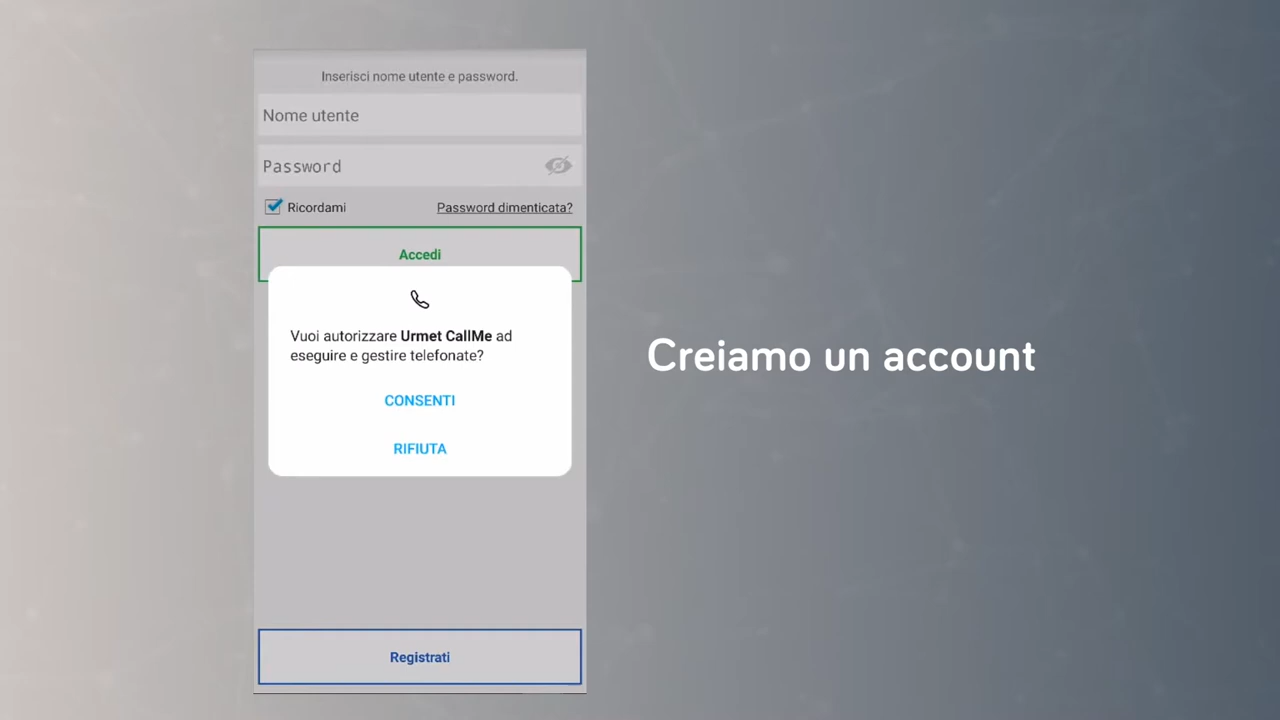 Inserisci nome utente e password.
Nome utente
Password
Ricordami
Password dimenticata?
Accedi
Vuoi autorizzare Urmet CallMe ad
eseguire e gestire telefonate?
CONSENTI
RIFIUTA
Registrati
Creiamo un account